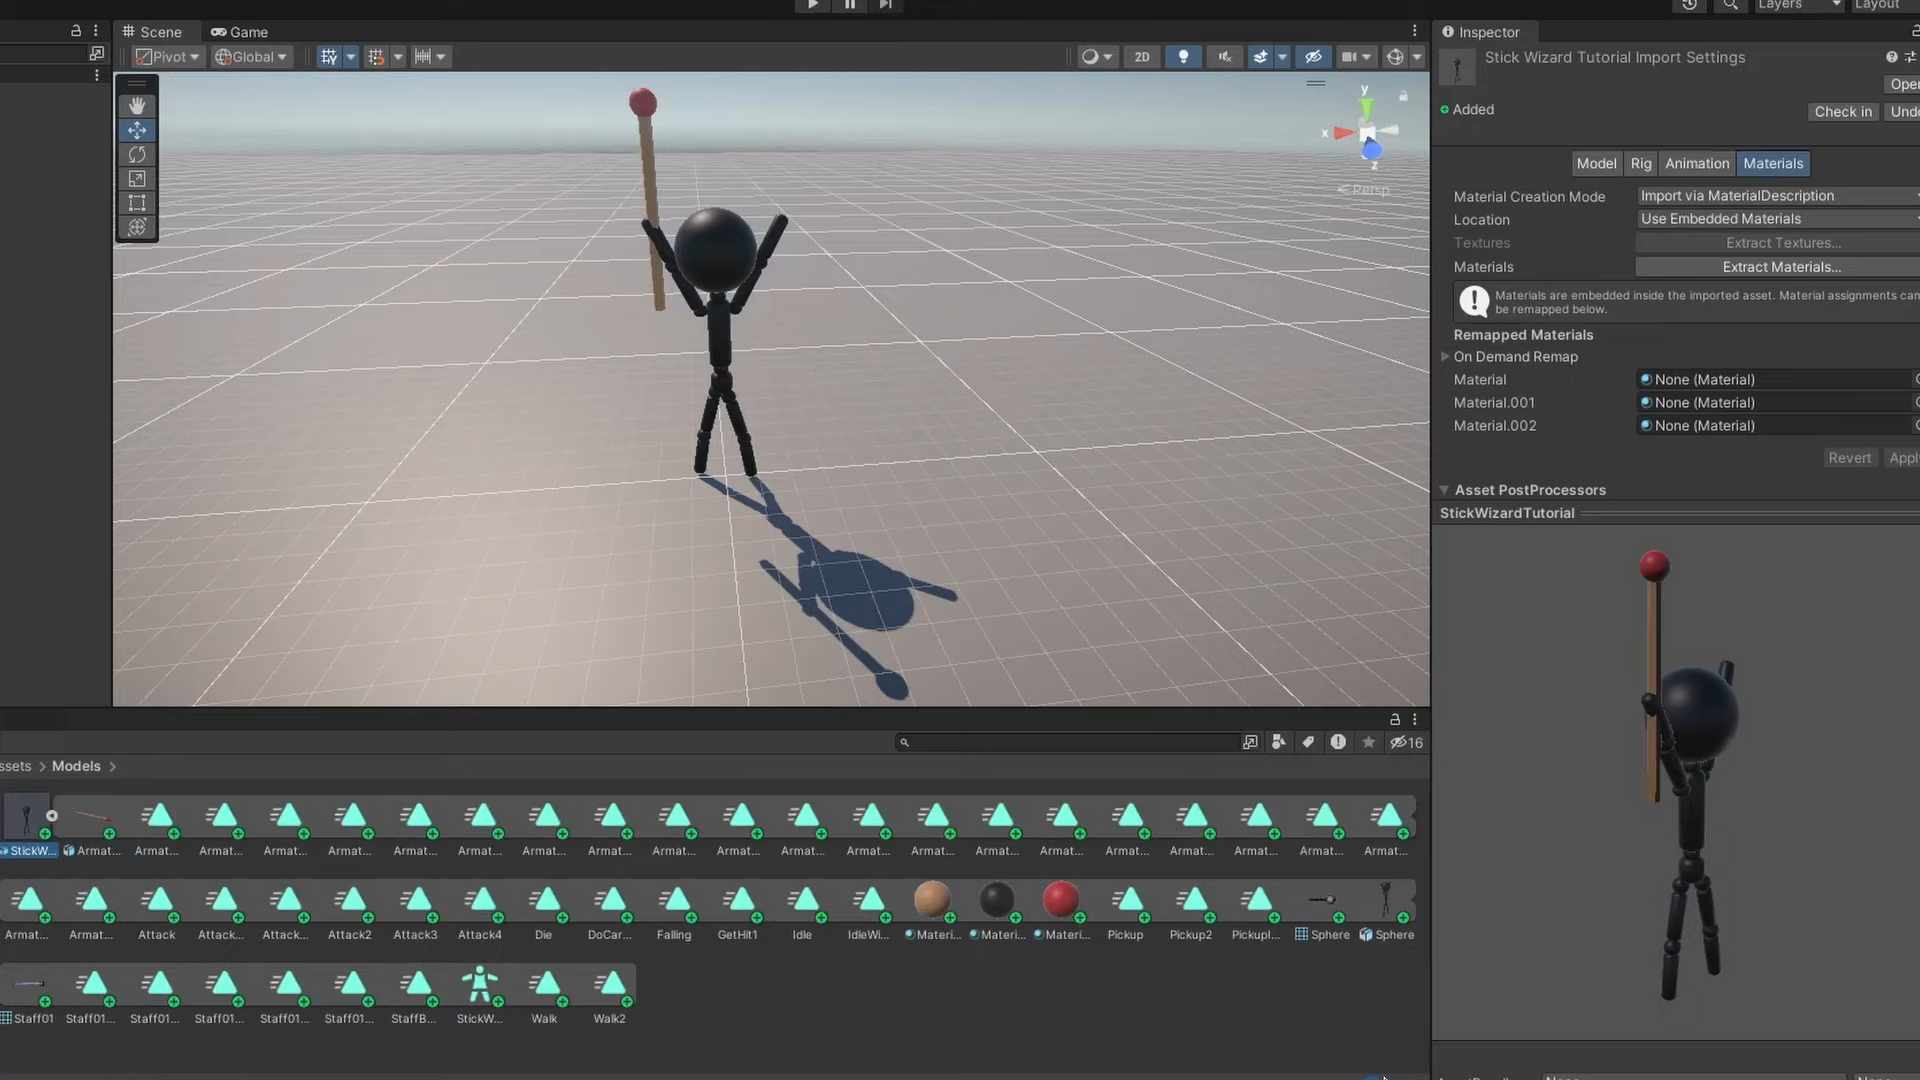 Layers
Layout
Scene
Game
Inspector
Pivot
Global
2D
Stick Wizard Tutorial Import Settings
Open
Added
Check in
Undo
y
x
z
Persp
Model
Rig
Animation
Materials
Material Creation Mode
Import via MaterialDescription
Location
Use Embedded Materials
Textures
Extract Textures...
Materials
Extract Materials...
Materials are embedded inside the imported asset. Material assignments can
be remapped below.
Remapped Materials
On Demand Remap
Material
None (Material)
Material.001
None (Material)
Material.002
None (Material)
Revert
Apply
Asset PostProcessors
StickWizardTutorial
16
ssets > Models >
StickW... Armat... Armat... Armat... Armat... Armat... Armat... Armat... Armat... Armat... Armat... Armat... Armat... Armat... Armat... Armat... Armat... Armat... Armat... Armat... Armat... Armat...
Armat... Armat... Attack Attack... Attack... Attack2 Attack3 Attack4 Die DoCar... Falling GetHit1 Idle IdleWi... Materi... Materi... Materi... Pickup Pickup2 PickupI... Sphere Sphere
Staff01 Staff01... Staff01... Staff01... Staff01... Staff01... StaffB... StickW... Walk Walk2